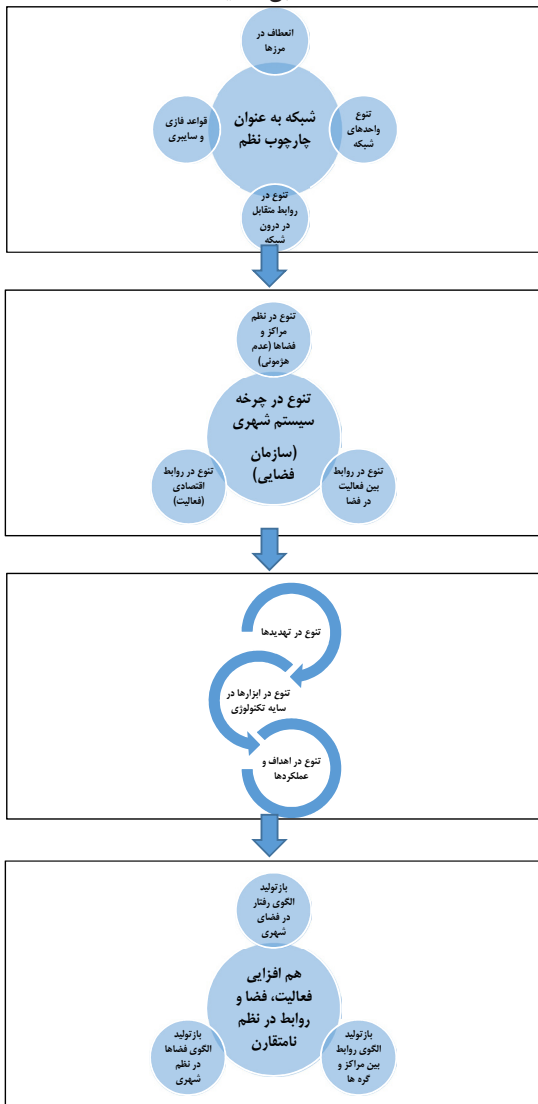 انعطاف در
مرزها
شبکه به عنوان
چارچوب نظم
تنوع
واحدهای
شبکه
قواعد فازی
و سایبری
تنوع در
روابط متقابل
در درون
شبکه
تنوع در نظم
مراکز و
فضاها (عدم
هژمونی)
تنوع در چرخه
سیستم شهری
(سازمان
فضایی)
تنوع در روابط
بین فعالیت
در فضا
تنوع در روابط
اقتصادی
(فعالیت)
تنوع در تهدیدها
تنوع در ابزارها در
سایه تکنولوژی
تنوع در اهداف و
عملکردها
بازتولید
الگوی رفتار
در فضای
شهری
هم افزایی
فعالیت، فضا و
روابط در نظم
نامتقارن
بازتولید
الگوی روابط
بین مراکز و
گره ها
بازتولید
الگوی فضاها
در نظم
شهری